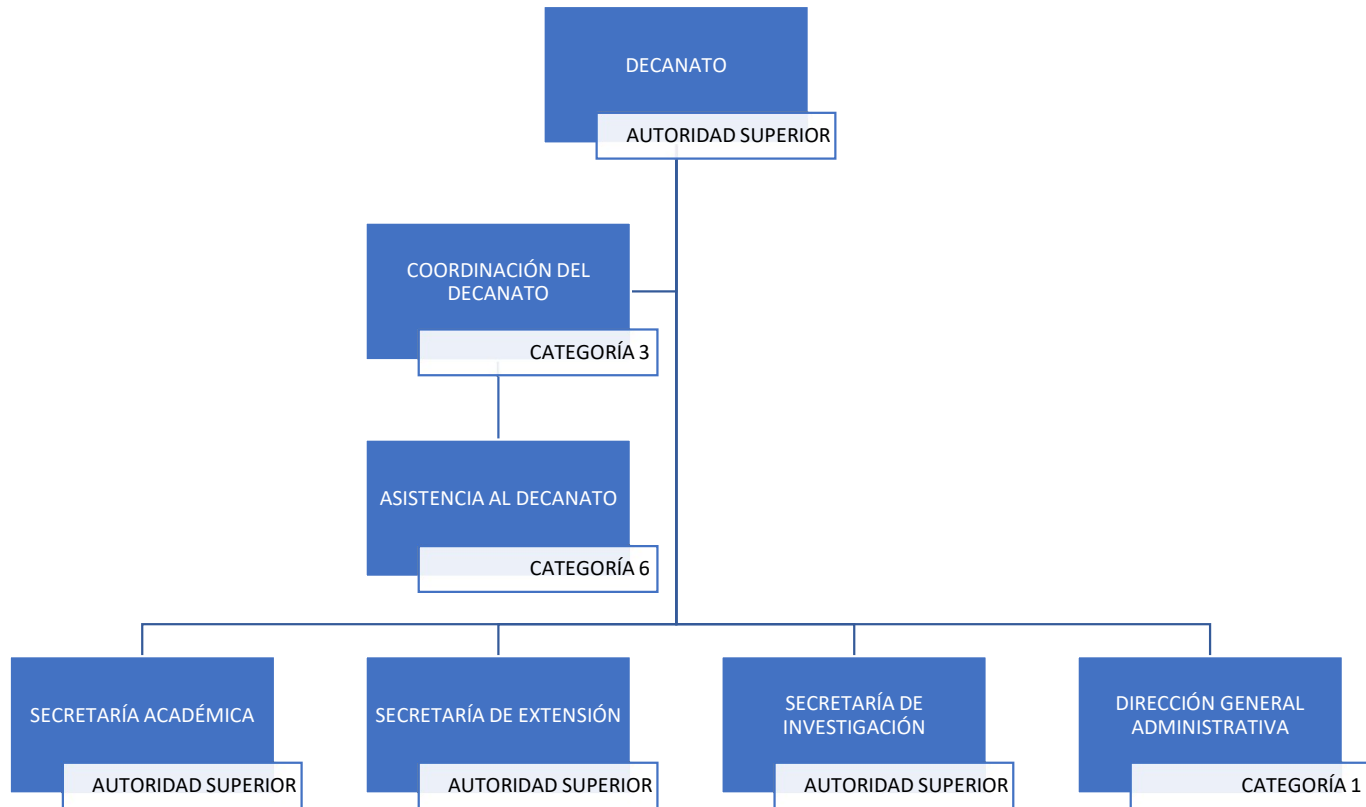 DECANATO
AUTORIDAD SUPERIOR
COORDINACIÓN DEL
DECANATO
CATEGORÍA 3
ASISTENCIA AL DECANATO
CATEGORÍA 6
SECRETARÍA ACADÉMICA
AUTORIDAD SUPERIOR
SECRETARÍA DE EXTENSIÓN
AUTORIDAD SUPERIOR
SECRETARÍA DE
INVESTIGACIÓN
AUTORIDAD SUPERIOR
DIRECCIÓN GENERAL
ADMINISTRATIVA
CATEGORÍA 1